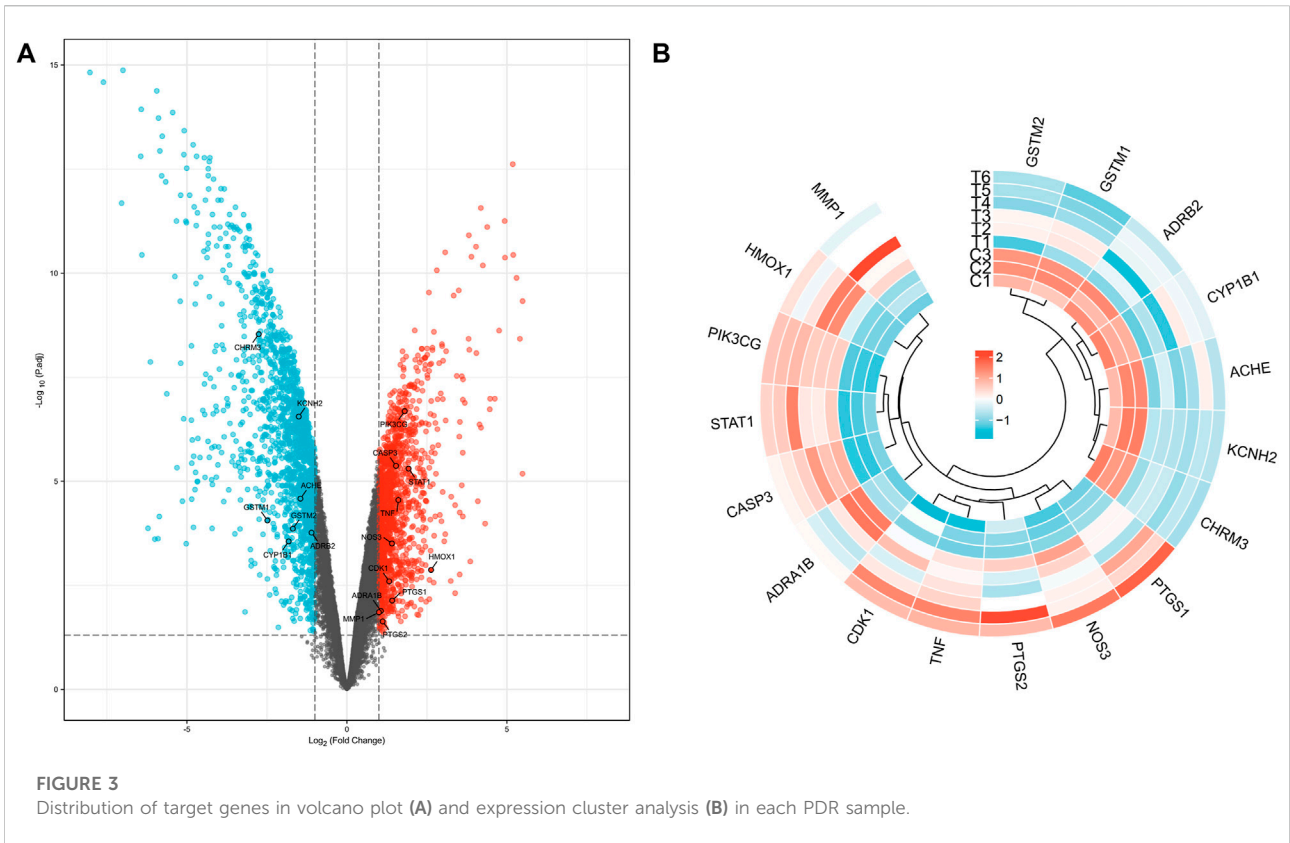 A
B
15
10
5
0
-Log10 (P.adj)
-5
0
5
Log2 (Fold Change)
CHRM3
KCNH2
PIK3CG
CASP3
STAT1
ACHE
GSTM1
GSTM2
TNF
CYP1B1
ADRB2
NOS3
HMOX1
CDK1
PTGS1
ADRA1B
MMP1
PTGS2
GSTM2
GSTM1
ADRB2
CYP1B1
ACHE
KCNH2
CHRM3
PTGS1
NOS3
PTGS2
TNF
CDK1
ADRA1B
CASP3
STAT1
PIK3CG
HMOX1
MMP1
T6
T5
T4
T3
T2
T1
C3
C2
C1
2
1
0
−1
FIGURE 3
Distribution of target genes in volcano plot (A) and expression cluster analysis (B) in each PDR sample.